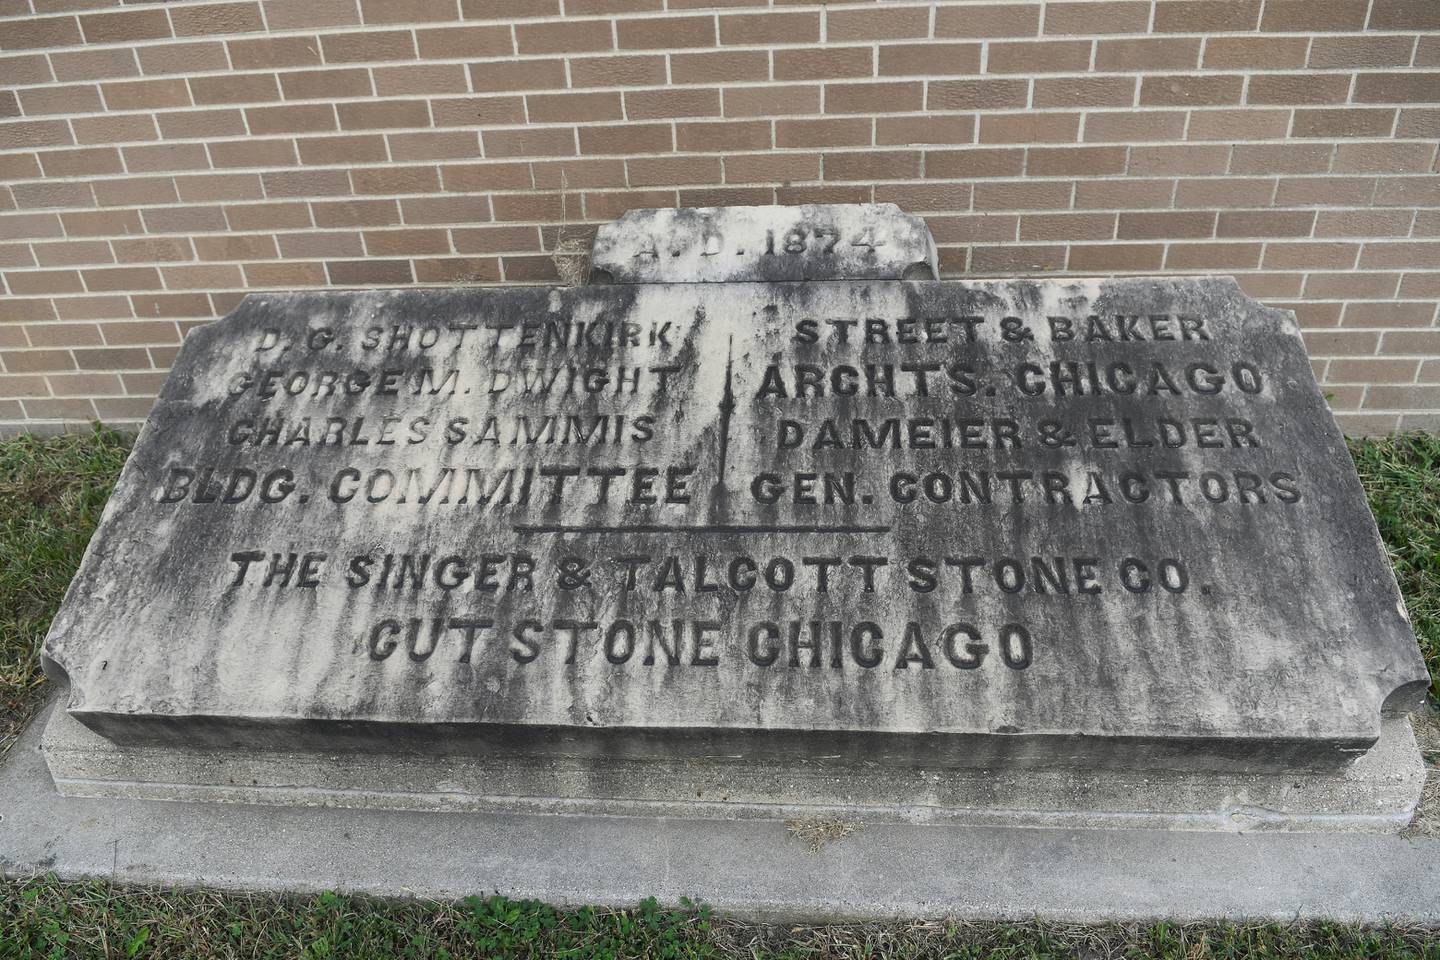 A.D. 1874
D. G. SHOTTENKIRK
GEORGE M. DWIGHT
CHARLES SAMMIS
BLDG. COMMITTEE
STREET & BAKER
ARCHTS. CHICAGO
DAMEIER & ELDER
GEN. CONTRACTORS
THE SINGER & TALCOTT STONE CO.
CUT STONE CHICAGO